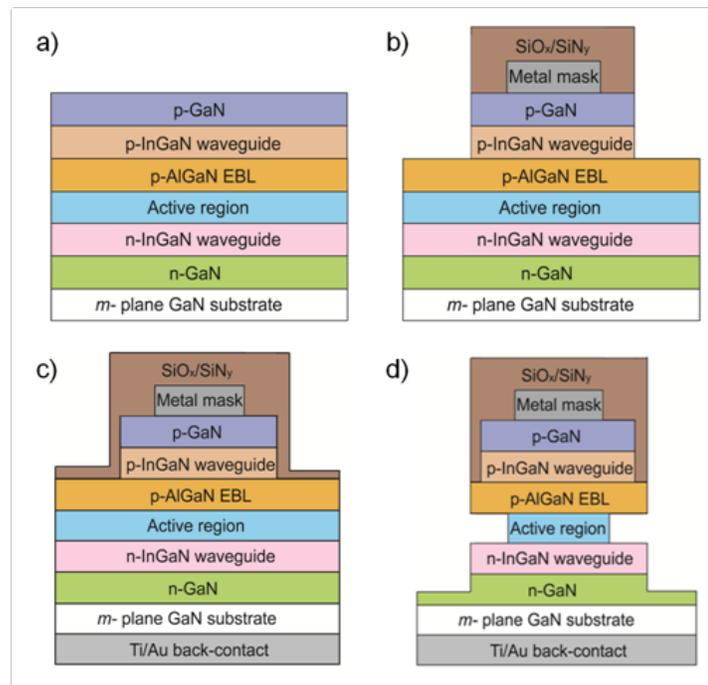 a)
p-GaN
p-InGaN waveguide
p-AlGaN EBL
Active region
n-InGaN waveguide
n-GaN
m- plane GaN substrate
b)
SiOx/SiNy
Metal mask
p-GaN
p-InGaN waveguide
p-AlGaN EBL
Active region
n-InGaN waveguide
n-GaN
m- plane GaN substrate
c)
SiOx/SiNy
Metal mask
p-GaN
p-InGaN waveguide
p-AlGaN EBL
Active region
n-InGaN waveguide
n-GaN
m- plane GaN substrate
Ti/Au back-contact
d)
SiOx/SiNy
Metal mask
p-GaN
p-InGaN waveguide
p-AlGaN EBL
Active region
n-InGaN waveguide
n-GaN
m- plane GaN substrate
Ti/Au back-contact